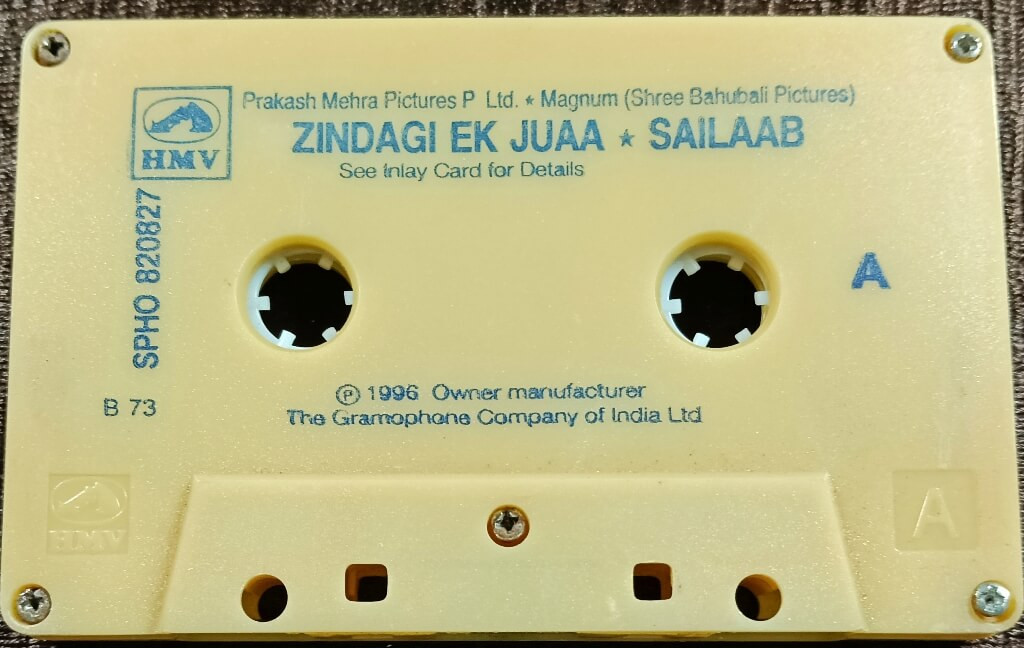 Prakash Mehra Pictures P Ltd. ★ Magnum (Shree Bahubali Pictures)
ZINDAGI EK JUAA ★ SAILAAB
See Inlay Card for Details
HMV
SPHO 820827
A
B 73
Ⓟ 1996 Owner manufacturer
The Gramophone Company of India Ltd
HMV
A